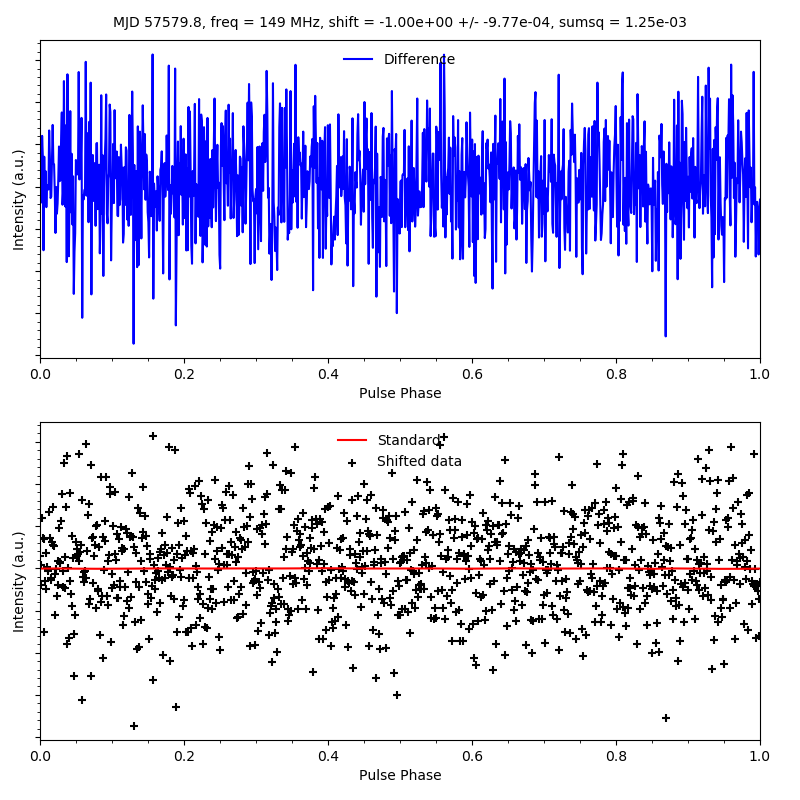 MJD 57579.8, freq = 149 MHz, shift = -1.00e+00 +/- -9.77e-04, sumsq = 1.25e-03
Difference
Intensity (a.u.)
0.0 0.2 0.4 0.6 0.8 1.0
Pulse Phase
Standard
Shifted data
Intensity (a.u.)
0.0 0.2 0.4 0.6 0.8 1.0
Pulse Phase